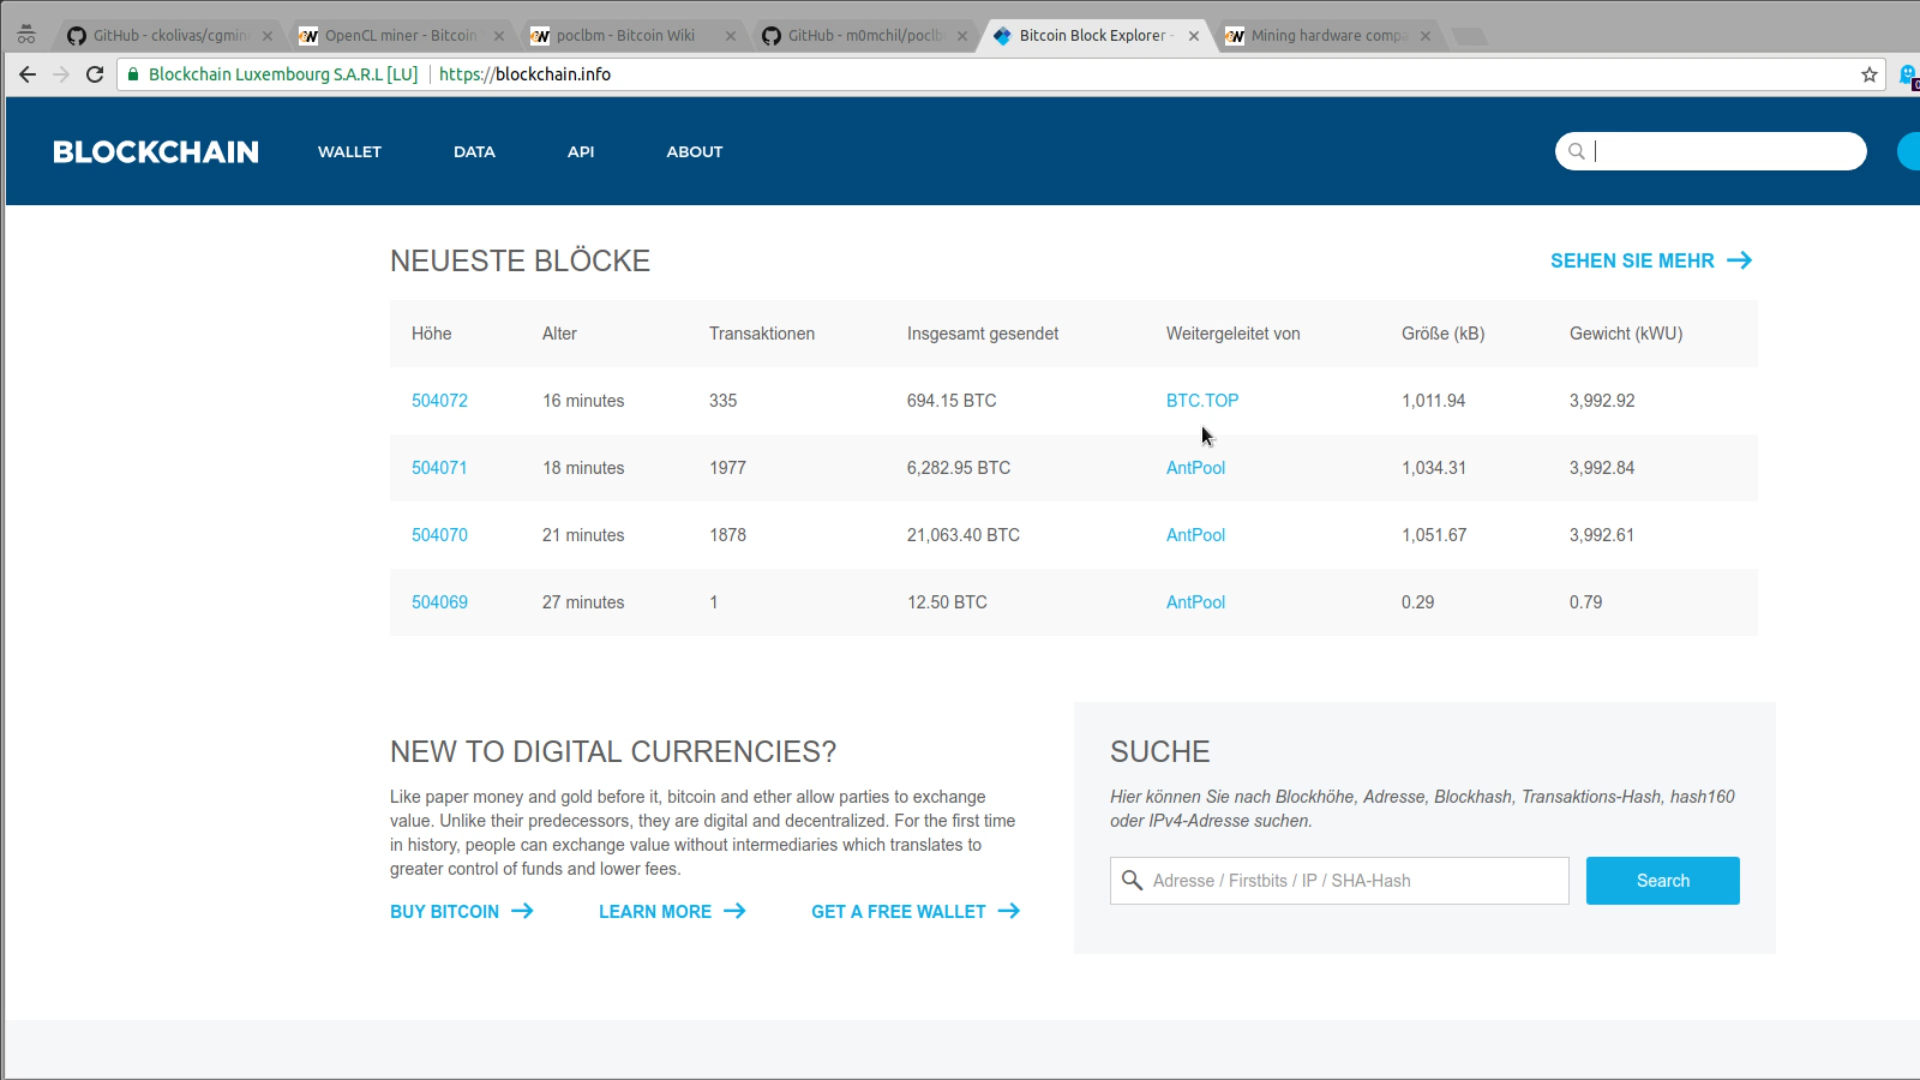 GitHub - ckolivas/cgmin
OpenCL miner - Bitcoin
poclbm - Bitcoin Wiki
GitHub - m0mchil/poclb
Bitcoin Block Explorer -
Mining hardware compa
Blockchain Luxembourg S.A.R.L [LU]
https://blockchain.info
BLOCKCHAIN
WALLET
DATA
API
ABOUT
NEUESTE BLÖCKE
SEHEN SIE MEHR →
Höhe Alter Transaktionen Insgesamt gesendet Weitergeleitet von Größe (kB) Gewicht (kWU)
504072 16 minutes 335 694.15 BTC BTC.TOP 1,011.94 3,992.92
504071 18 minutes 1977 6,282.95 BTC AntPool 1,034.31 3,992.84
504070 21 minutes 1878 21,063.40 BTC AntPool 1,051.67 3,992.61
504069 27 minutes 1 12.50 BTC AntPool 0.29 0.79
NEW TO DIGITAL CURRENCIES?
Like paper money and gold before it, bitcoin and ether allow parties to exchange
value. Unlike their predecessors, they are digital and decentralized. For the first time
in history, people can exchange value without intermediaries which translates to
greater control of funds and lower fees.
BUY BITCOIN →
LEARN MORE →
GET A FREE WALLET →
SUCHE
Hier können Sie nach Blockhöhe, Adresse, Blockhash, Transaktions-Hash, hash160
oder IPv4-Adresse suchen.
Adresse / Firstbits / IP / SHA-Hash
Search